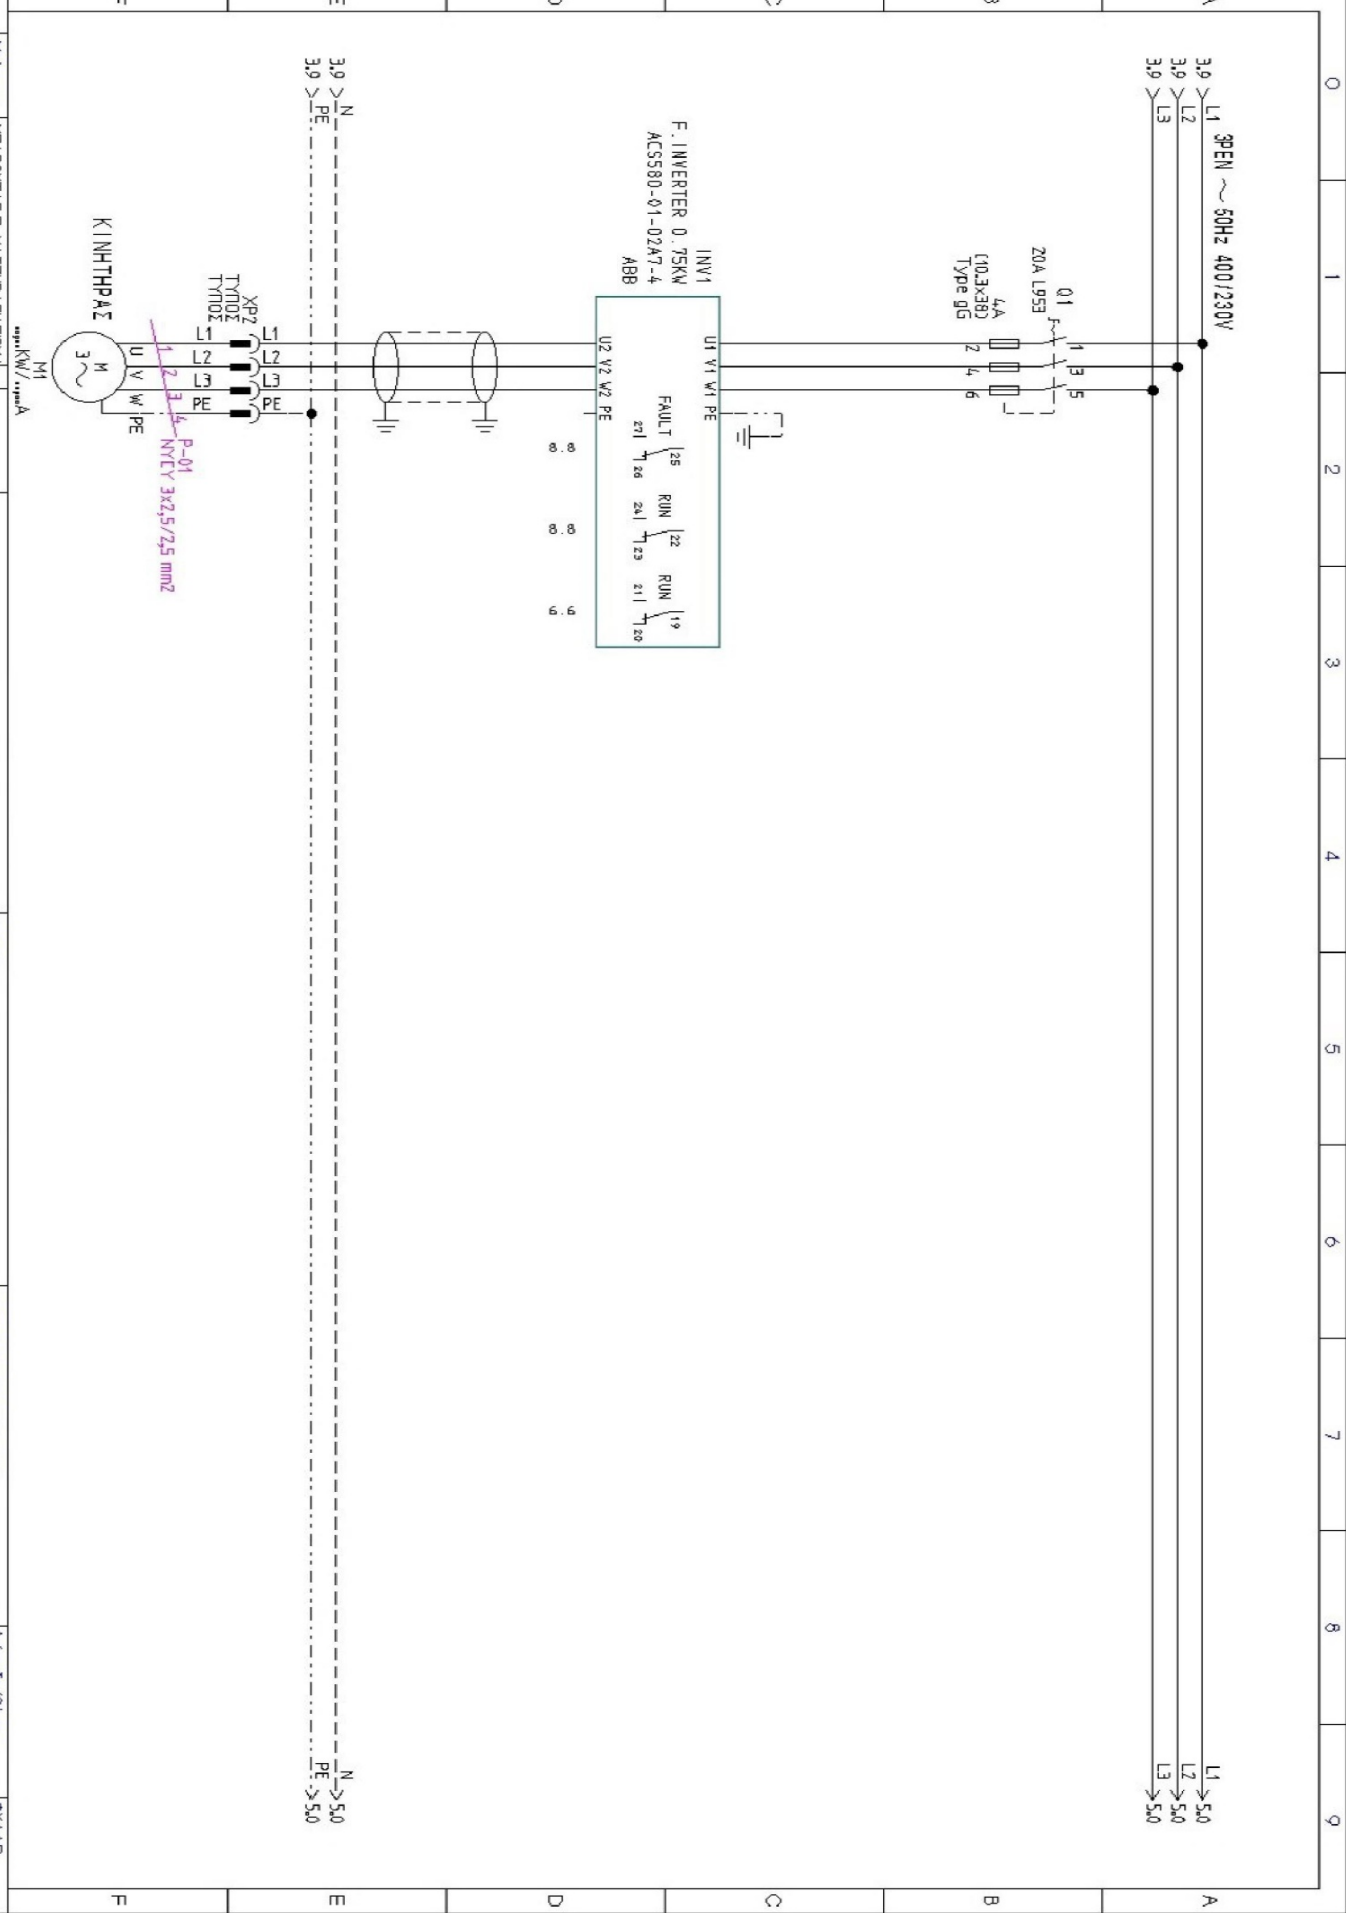 0 1 2 3 4 5 6 7 8 9
A
B
C
D
E
F
3PEN ~ 50Hz 400/230V
3.9 L1 L1 5.0
3.9 L2 L2 5.0
3.9 L3 L3 5.0
Q1
20A L953
1 3 5
4A
(10.3x38)
Type gG
2 4 6
INV1
F.INVERTER 0.75KW
ACS580-01-02A7-4
ABB
U1 V1 W1 PE
FAULT RUN RUN
25 22 19
27 26 24 23 21 20
U2 V2 W2 PE
8.8 8.8 6.6
3.9 N N 5.0
3.9 PE PE 5.0
XP2
ΤΥΠΟΣ
ΤΥΠΟΣ
L1 L2 L3 PE
L1 L2 L3 PE
1 2 3 4
P-01
NYCY 3x2,5/2,5 mm2
U V W PE
ΚΙΝΗΤΗΡΑΣ
M
3~
M1
.....KW/.....A